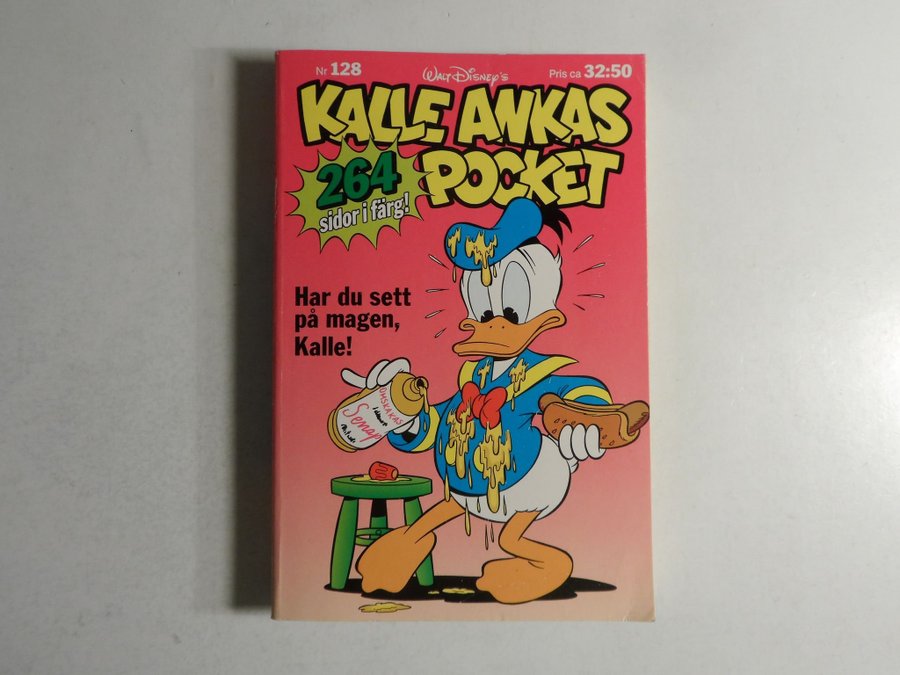 Nr 128
WALT DISNEY'S
Pris ca 32:50
KALLE ANKAS
POCKET
264
sidor i färg!
Har du sett
på magen,
Kalle!
OMSKAKAS
Senap